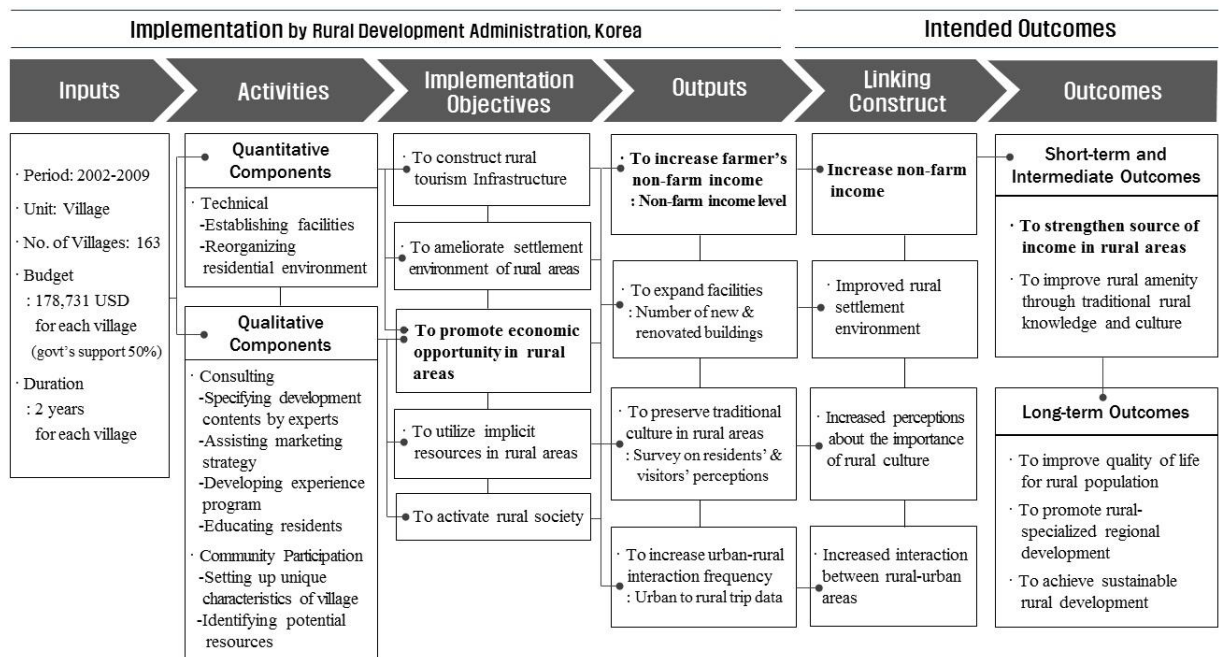 Implementation by Rural Development Administration, Korea
Intended Outcomes
Inputs
Activities
Implementation
Objectives
Outputs
Linking
Construct
Outcomes
· Period: 2002-2009
· Unit: Village
· No. of Villages: 163
· Budget
: 178,731 USD
for each village
(govt's support 50%)
· Duration
: 2 years
for each village
Quantitative
Components
· Technical
-Establishing facilities
-Reorganizing
residential environment
Qualitative
Components
· Consulting
-Specifying development
contents by experts
-Assisting marketing
strategy
-Developing experience
program
-Educating residents
· Community Participation
-Setting up unique
characteristics of village
-Identifying potential
resources
· To construct rural
tourism Infrastructure
· To ameliorate settlement
environment of rural areas
· To promote economic
opportunity in rural
areas
· To utilize implicit
resources in rural areas
· To activate rural society
· To increase farmer's
non-farm income
: Non-farm income level
· To expand facilities
: Number of new &
renovated buildings
· To preserve traditional
culture in rural areas
: Survey on residents' &
visitors' perceptions
· To increase urban-rural
interaction frequency
: Urban to rural trip data
Increase non-farm
income
· Improved rural
settlement
environment
· Increased perceptions
about the importance
of rural culture
· Increased interaction
between rural-urban
areas
Short-term and
Intermediate Outcomes
· To strengthen source of
income in rural areas
· To improve rural amenity
through traditional rural
knowledge and culture
Long-term Outcomes
· To improve quality of life
for rural population
· To promote rural-
specialized regional
development
· To achieve sustainable
rural development